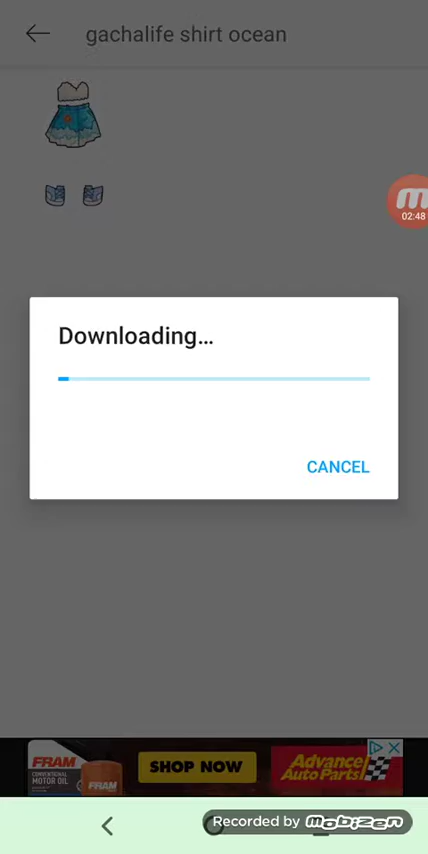 gachalife shirt ocean
02:48
Downloading...
CANCEL
FRAM
CONVENTIONAL
MOTOR OIL
FRAM
SHOP NOW
Advance
Auto Parts
Recorded by mobizen